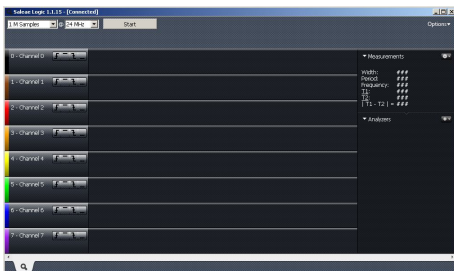 Saleae Logic 1.1.15 - [Connected]
1 M Samples @ 24 MHz Start Options
0 - Channel 0
1 - Channel 1
2 - Channel 2
3 - Channel 3
4 - Channel 4
5 - Channel 5
6 - Channel 6
7 - Channel 7
Measurements
Width: ###
Period: ###
Frequency: ###
T1: ###
T2: ###
| T1 - T2 | = ###
Analyzers